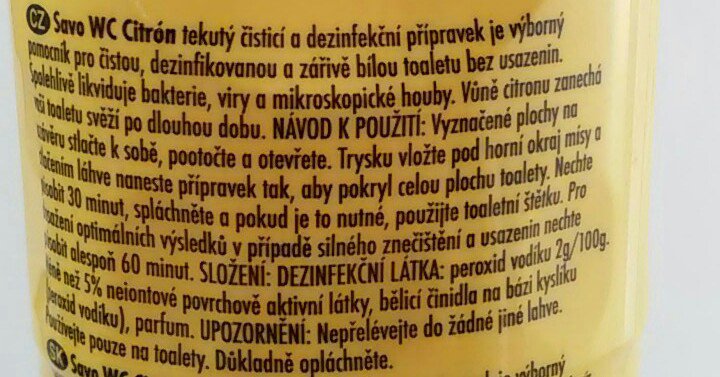 CZ Savo WC Citrón tekutý čisticí a dezinfekční přípravek je výborný
pomocník pro čistou, dezinfikovanou a zářivě bílou toaletu bez usazenin.
Spolehlivě likviduje bakterie, viry a mikroskopické houby. Vůně citronu zanechá
vaši toaletu svěží po dlouhou dobu. NÁVOD K POUŽITÍ: Vyznačené plochy na
uzávěru stlačte k sobě, pootočte a otevřete. Trysku vložte pod horní okraj mísy a
stlačením láhve naneste přípravek tak, aby pokryl celou plochu toalety. Nechte
působit 30 minut, spláchněte a pokud je to nutné, použijte toaletní štětku. Pro
dosažení optimálních výsledků v případě silného znečištění a usazenin nechte
působit alespoň 60 minut. SLOŽENÍ: DEZINFEKČNÍ LÁTKA: peroxid vodíku 2g/100g.
méně než 5% neiontové povrchově aktivní látky, bělicí činidla na bázi kyslíku
(peroxid vodíku), parfum. UPOZORNĚNÍ: Nepřelévejte do žádné jiné lahve.
Používejte pouze na toalety. Důkladně opláchněte.
SK Savo WC výborný